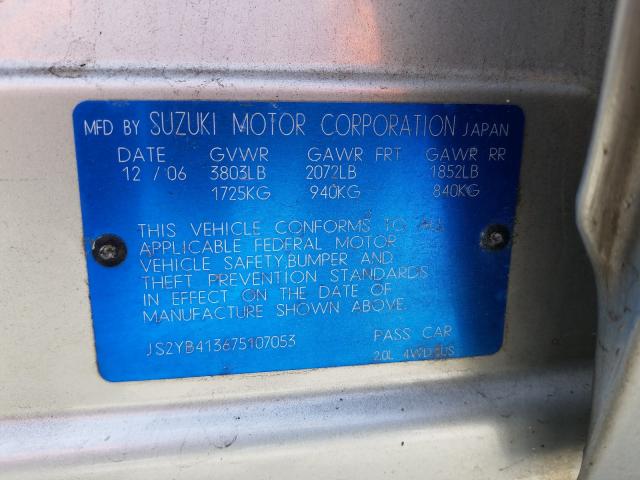 MFD BY SUZUKI MOTOR CORPORATION JAPAN
DATE GVWR GAWR FRT GAWR RR
12 / 06 3803LB 2072LB 1852LB
1725KG 940KG 840KG
THIS VEHICLE CONFORMS TO ALL
APPLICABLE FEDERAL MOTOR
VEHICLE SAFETY,BUMPER AND
THEFT PREVENTION STANDARDS
IN EFFECT ON THE DATE OF
MANUFACTURE SHOWN ABOVE.
JS2YB413675107053 PASS CAR
2.0L 4WD US